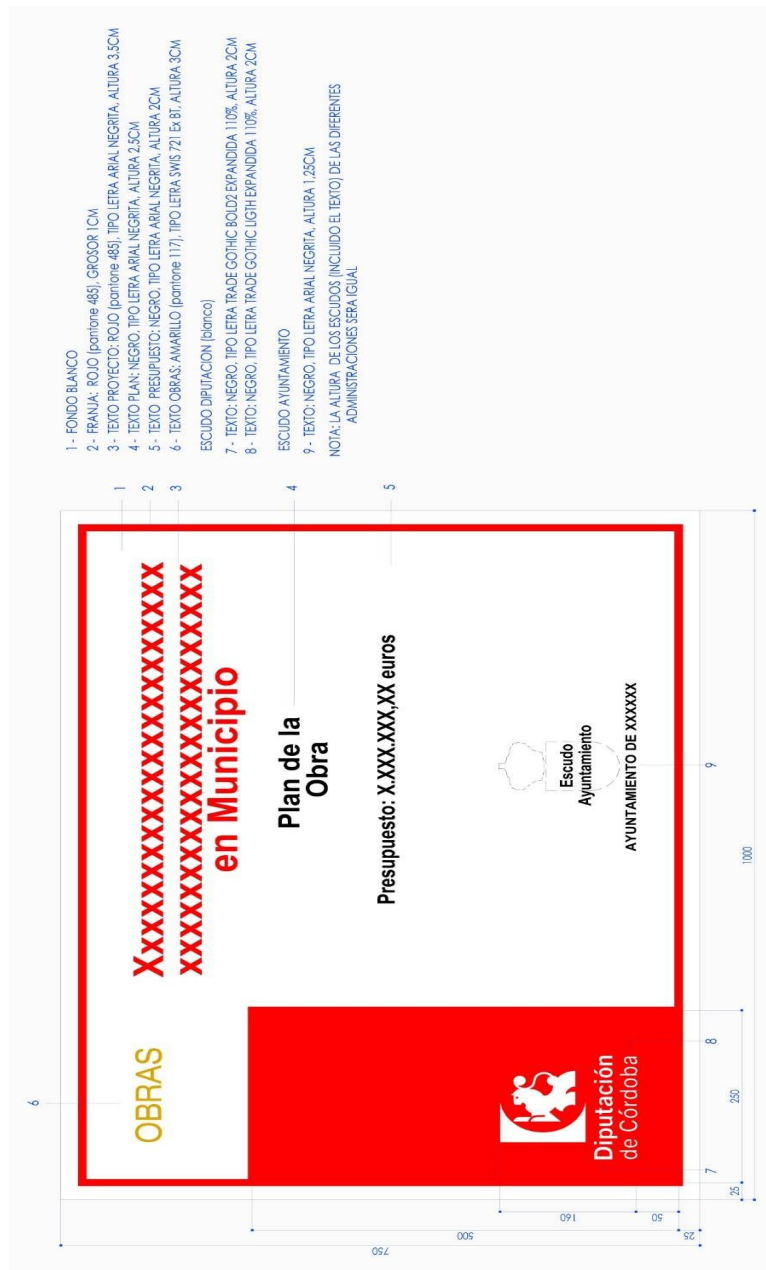 1 - FONDO BLANCO
2 - FRANJA: ROJO (pantone 485), GROSOR 1CM
3 - TEXTO PROYECTO: ROJO (pantone 485), TIPO LETRA ARIAL NEGRITA, ALTURA 3,5CM
4 - TEXTO PLAN: NEGRO, TIPO LETRA ARIAL NEGRITA, ALTURA 2,5CM
5 - TEXTO PRESUPUESTO: NEGRO, TIPO LETRA ARIAL NEGRITA, ALTURA 2CM
6 - TEXTO OBRAS: AMARILLO (pantone 117), TIPO LETRA SWIS 721 Ex BT, ALTURA 3CM
ESCUDO DIPUTACION (blanco)
7 - TEXTO: NEGRO, TIPO LETRA TRADE GOTHIC BOLD2 EXPANDIDA 110%, ALTURA 2CM
8 - TEXTO: NEGRO, TIPO LETRA TRADE GOTHIC LIGTH EXPANDIDA 110%, ALTURA 2CM
ESCUDO AYUNTAMIENTO
9 - TEXTO: NEGRO, TIPO LETRA ARIAL NEGRITA, ALTURA 1,25CM
NOTA: LA ALTURA DE LOS ESCUDOS (INCLUIDO EL TEXTO) DE LAS DIFERENTES
ADMINISTRACIONES SERA IGUAL
6
OBRAS
Xxxxxxxxxxxxxxxxxxxxxxx
xxxxxxxxxxxxxxxxxxxxxxx
en Municipio
Plan de la
Obra
Presupuesto: X.XXX.XXX,XX euros
Escudo
Ayuntamiento
AYUNTAMIENTO DE XXXXXX
Diputación
de Córdoba
1
2
3
4
5
7
8
9
750
500
160
50
25
25
250
1000